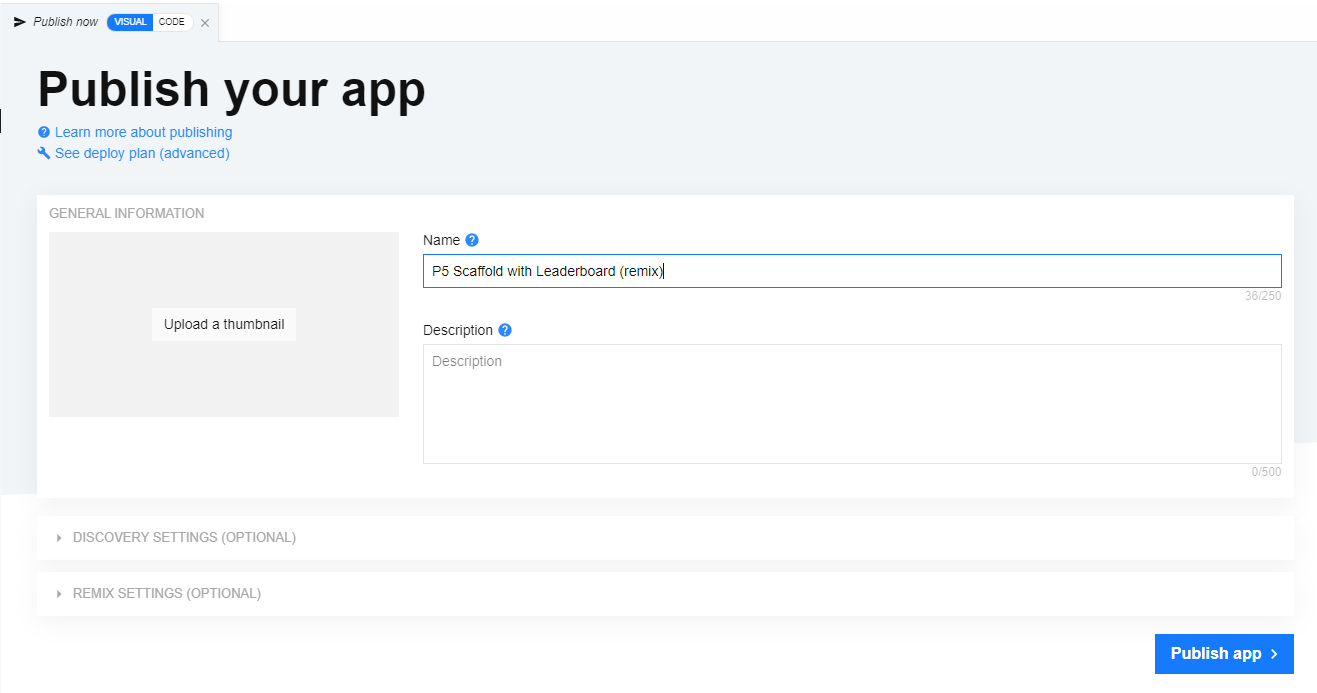 Publish now VISUAL CODE
Publish your app
Learn more about publishing
See deploy plan (advanced)
GENERAL INFORMATION
Upload a thumbnail
Name
P5 Scaffold with Leaderboard (remix)
36/250
Description
Description
0/500
DISCOVERY SETTINGS (OPTIONAL)
REMIX SETTINGS (OPTIONAL)
Publish app